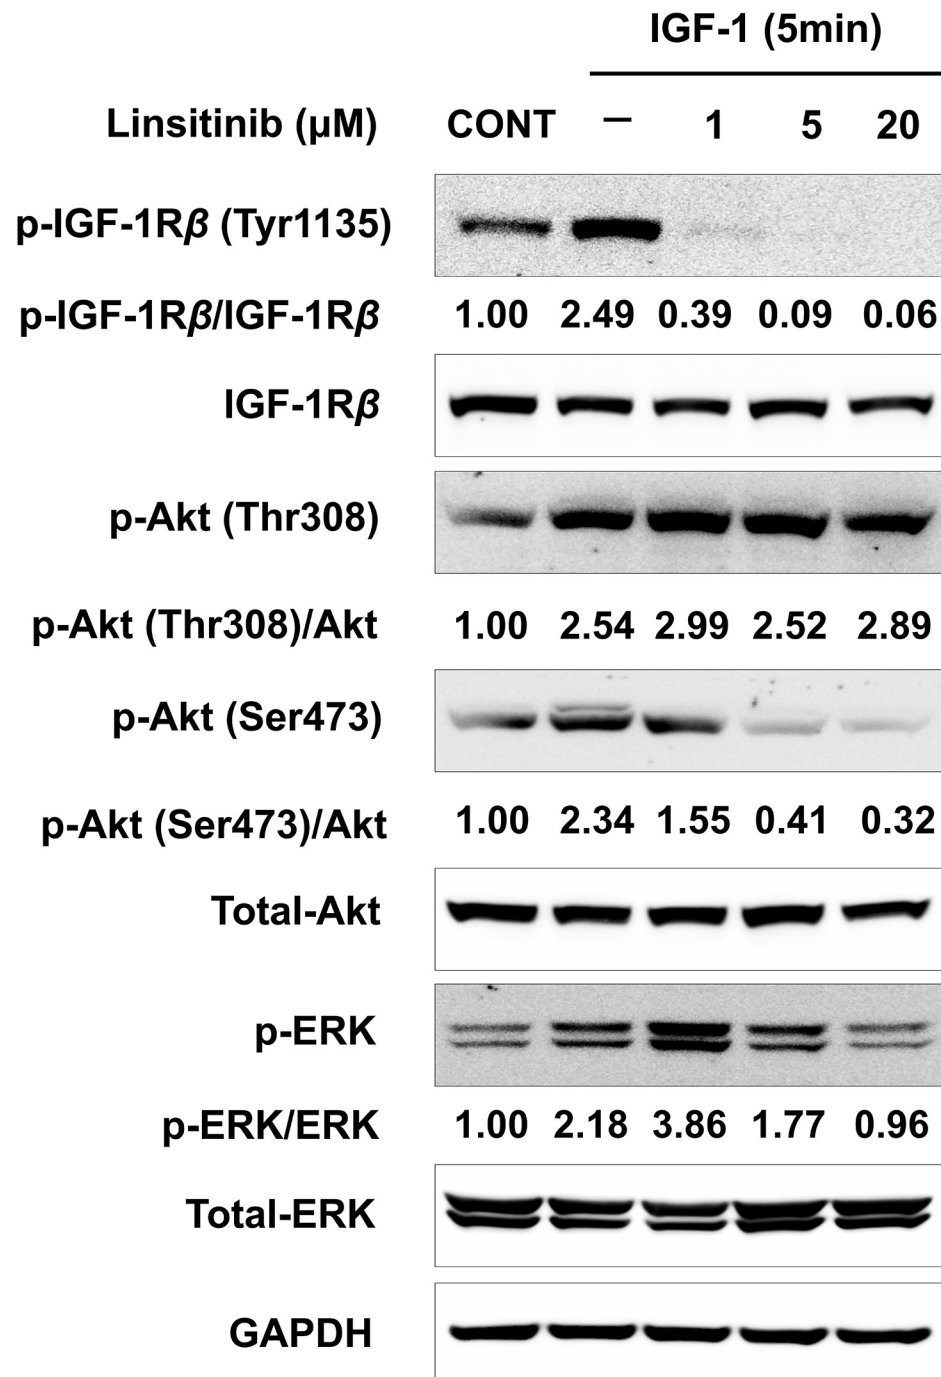 IGF-1 (5min)
Linsitinib (µM) CONT – 1 5 20
p-IGF-1Rβ (Tyr1135)
p-IGF-1Rβ/IGF-1Rβ 1.00 2.49 0.39 0.09 0.06
IGF-1Rβ
p-Akt (Thr308)
p-Akt (Thr308)/Akt 1.00 2.54 2.99 2.52 2.89
p-Akt (Ser473)
p-Akt (Ser473)/Akt 1.00 2.34 1.55 0.41 0.32
Total-Akt
p-ERK
p-ERK/ERK 1.00 2.18 3.86 1.77 0.96
Total-ERK
GAPDH